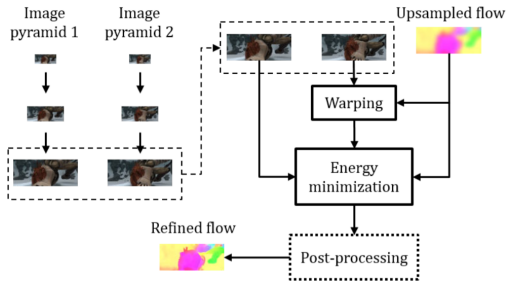 Image
pyramid 1
Image
pyramid 2
Upsampled flow
Warping
Energy
minimization
Refined flow
Post-processing